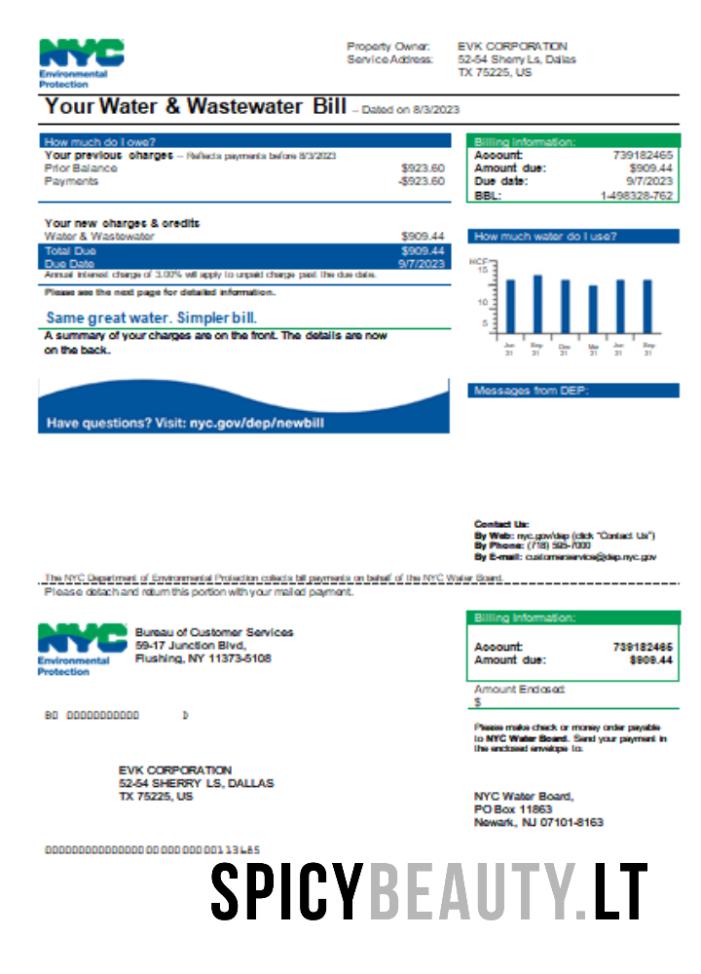 NYC
Environmental
Protection
Property Owner: EVK CORPORATION
Service Address: 52-54 Sherry Ls, Dallas
TX 75225, US
Your Water & Wastewater Bill – Dated on 8/3/2023
How much do I owe?
Your previous charges – Reflects payments before 8/3/2023
Prior Balance $923.60
Payments -$923.60
Your new charges & credits
Water & Wastewater $909.44
Total Due $909.44
Due Date 9/7/2023
Annual interest charge of 3.00% will apply to unpaid charge past the due date.
Please see the next page for detailed information.
Same great water. Simpler bill.
A summary of your charges are on the front. The details are now
on the back.
Have questions? Visit: nyc.gov/dep/newbill
Billing Information:
Account: 739182465
Amount due: $909.44
Due date: 9/7/2023
BBL: 1-498328-762
How much water do I use?
HCF
15
10
5
Jun Sep Dec Mar Jun Sep
31 31 31 31 31 31
Messages from DEP:
Contact Us:
By Web: nyc.gov/dep (click "Contact Us")
By Phone: (718) 595-7000
By E-mail: customerservice@dep.nyc.gov
The NYC Department of Environmental Protection collects bill payments on behalf of the NYC Water Board.
Please detach and return this portion with your mailed payment.
NYC
Environmental
Protection
Bureau of Customer Services
59-17 Junction Blvd,
Flushing, NY 11373-5108
Billing Information:
Account: 739182465
Amount due: $909.44
Amount Enclosed:
$
Please make check or money order payable
to NYC Water Board. Send your payment in
the enclosed envelope to:
EVK CORPORATION
52-54 SHERRY LS, DALLAS
TX 75225, US
NYC Water Board,
PO Box 11863
Newark, NJ 07101-8163
SPICYBEAUTY.LT